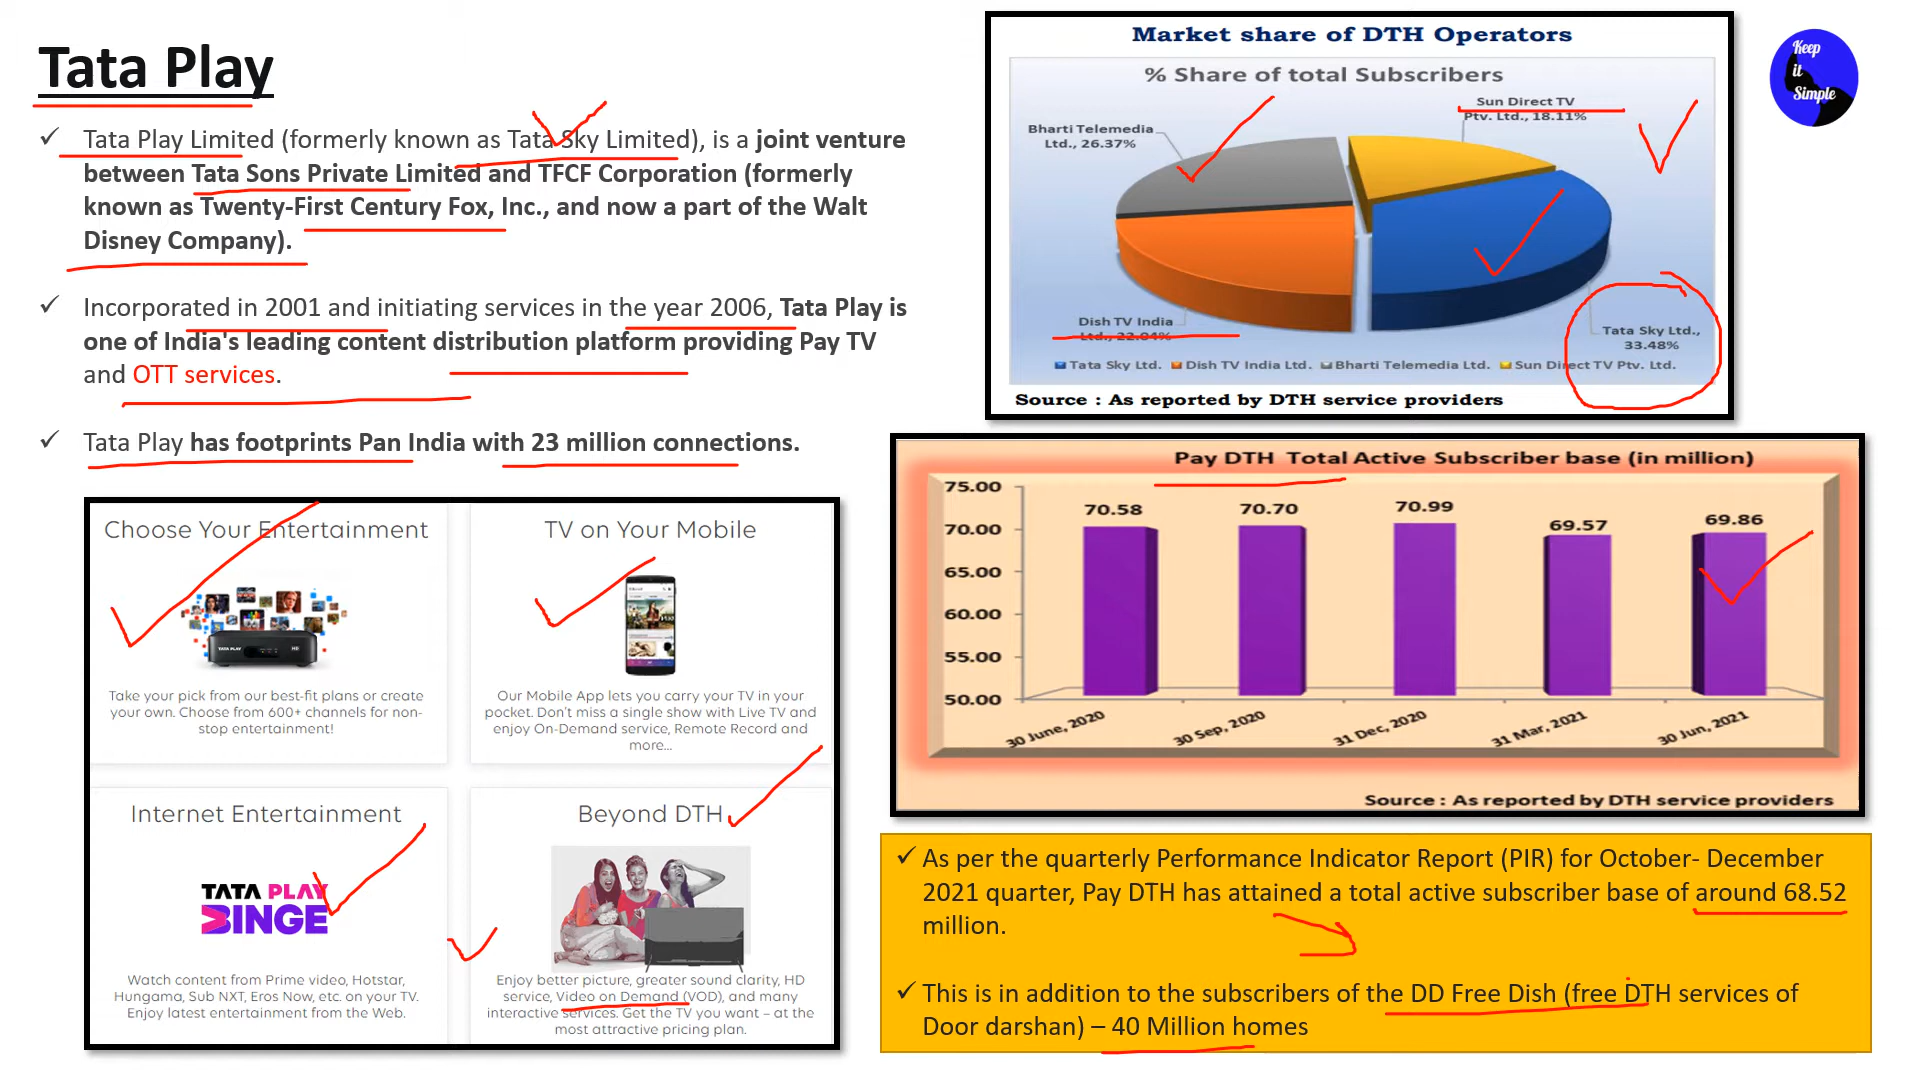 Tata Play
✓ Tata Play Limited (formerly known as Tata Sky Limited), is a joint venture
between Tata Sons Private Limited and TFCF Corporation (formerly
known as Twenty-First Century Fox, Inc., and now a part of the Walt
Disney Company).
✓ Incorporated in 2001 and initiating services in the year 2006, Tata Play is
one of India's leading content distribution platform providing Pay TV
and OTT services.
✓ Tata Play has footprints Pan India with 23 million connections.
Choose Your Entertainment
TATA PLAY HD
Take your pick from our best-fit plans or create
your own. Choose from 600+ channels for non-
stop entertainment!
TV on Your Mobile
Our Mobile App lets you carry your TV in your
pocket. Don't miss a single show with Live TV and
enjoy On-Demand service, Remote Record and
more...
Internet Entertainment
TATA PLAY
BINGE
Watch content from Prime video, Hotstar,
Hungama, Sub NXT, Eros Now, etc. on your TV.
Enjoy latest entertainment from the Web.
Beyond DTH
Enjoy better picture, greater sound clarity, HD
service, Video on Demand (VOD), and many
interactive services. Get the TV you want – at the
most attractive pricing plan.
Market share of DTH Operators
% Share of total Subscribers
Sun Direct TV
Ptv. Ltd., 18.11%
Bharti Telemedia
Ltd., 26.37%
Dish TV India
Ltd., 22.04%
Tata Sky Ltd.,
33.48%
Tata Sky Ltd. Dish TV India Ltd. Bharti Telemedia Ltd. Sun Direct TV Ptv. Ltd.
Source : As reported by DTH service providers
Keep
it
Simple
Pay DTH Total Active Subscriber base (in million)
75.00
70.00
65.00
60.00
55.00
50.00
70.58 70.70 70.99 69.57 69.86
30 June, 2020 30 Sep, 2020 31 Dec, 2020 31 Mar, 2021 30 Jun, 2021
Source : As reported by DTH service providers
✓ As per the quarterly Performance Indicator Report (PIR) for October- December
2021 quarter, Pay DTH has attained a total active subscriber base of around 68.52
million.
✓ This is in addition to the subscribers of the DD Free Dish (free DTH services of
Door darshan) – 40 Million homes